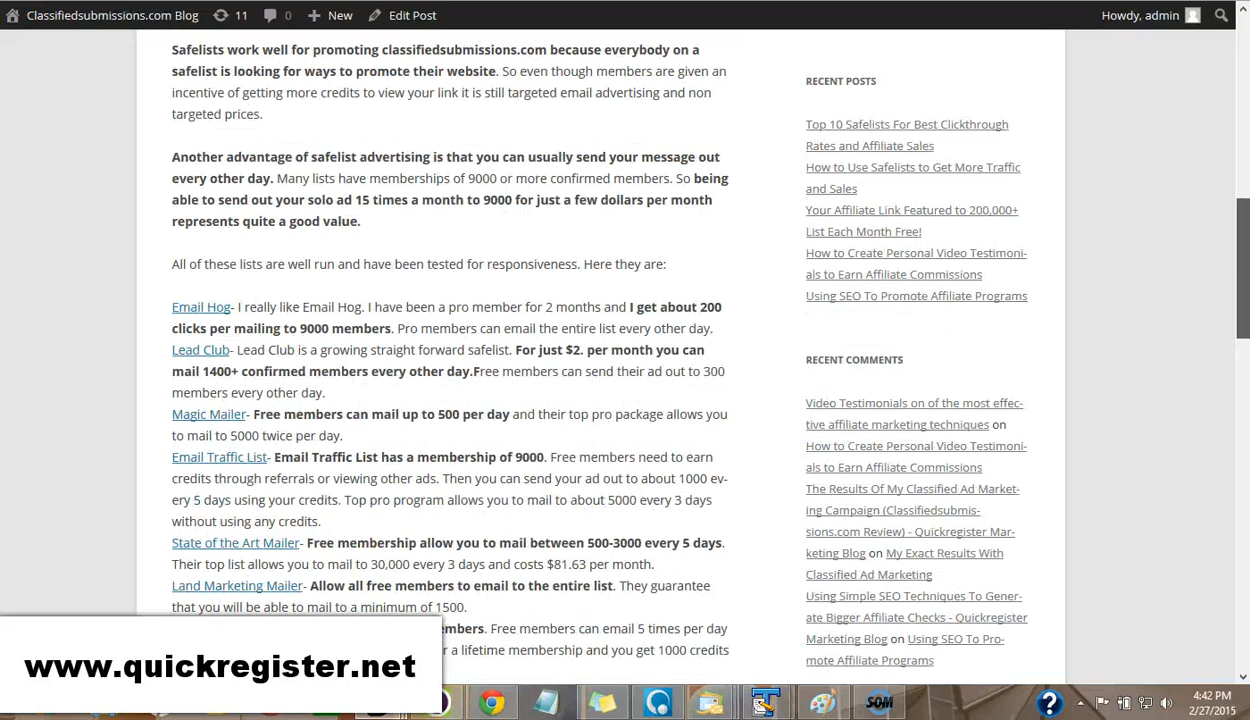 Classifiedsubmissions.com Blog 11 0 New Edit Post Howdy, admin
Safelists work well for promoting classifiedsubmissions.com because everybody on a
safelist is looking for ways to promote their website. So even though members are given an
incentive of getting more credits to view your link it is still targeted email advertising and non
targeted prices.
Another advantage of safelist advertising is that you can usually send your message out
every other day. Many lists have memberships of 9000 or more confirmed members. So being
able to send out your solo ad 15 times a month to 9000 for just a few dollars per month
represents quite a good value.
All of these lists are well run and have been tested for responsiveness. Here they are:
Email Hog- I really like Email Hog. I have been a pro member for 2 months and I get about 200
clicks per mailing to 9000 members. Pro members can email the entire list every other day.
Lead Club- Lead Club is a growing straight forward safelist. For just $2. per month you can
mail 1400+ confirmed members every other day.Free members can send their ad out to 300
members every other day.
Magic Mailer- Free members can mail up to 500 per day and their top pro package allows you
to mail to 5000 twice per day.
Email Traffic List- Email Traffic List has a membership of 9000. Free members need to earn
credits through referrals or viewing other ads. Then you can send your ad out to about 1000 ev-
ery 5 days using your credits. Top pro program allows you to mail to about 5000 every 3 days
without using any credits.
State of the Art Mailer- Free membership allow you to mail between 500-3000 every 5 days.
Their top list allows you to mail to 30,000 every 3 days and costs $81.63 per month.
Land Marketing Mailer- Allow all free members to email to the entire list. They guarantee
that you will be able to mail to a minimum of 1500.
embers. Free members can email 5 times per day
r a lifetime membership and you get 1000 credits
RECENT POSTS
Top 10 Safelists For Best Clickthrough
Rates and Affiliate Sales
How to Use Safelists to Get More Traffic
and Sales
Your Affiliate Link Featured to 200,000+
List Each Month Free!
How to Create Personal Video Testimoni-
als to Earn Affiliate Commissions
Using SEO To Promote Affiliate Programs
RECENT COMMENTS
Video Testimonials on of the most effec-
tive affiliate marketing techniques on
How to Create Personal Video Testimoni-
als to Earn Affiliate Commissions
The Results Of My Classified Ad Market-
ing Campaign (Classifiedsubmis-
sions.com Review) - Quickregister Mar-
keting Blog on My Exact Results With
Classified Ad Marketing
Using Simple SEO Techniques To Gener-
ate Bigger Affiliate Checks - Quickregister
Marketing Blog on Using SEO To Pro-
mote Affiliate Programs
www.quickregister.net
SOM
4:42 PM
2/27/2015